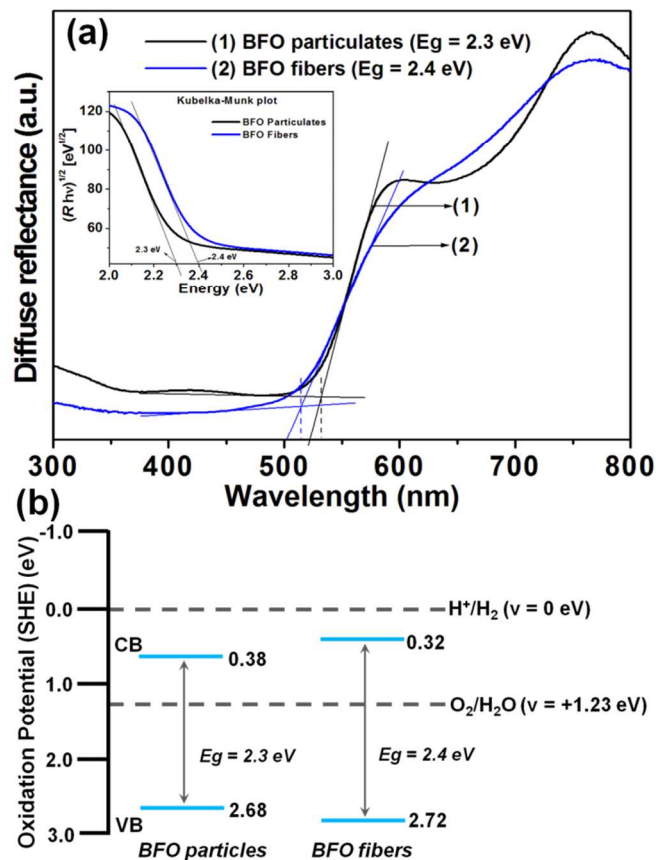 (a)
(1) BFO particulates (Eg = 2.3 eV)
(2) BFO fibers (Eg = 2.4 eV)
Kubelka-Munk plot
BFO Particulates
BFO Fibers
120
100
80
60
(R hν)^1/2 [eV^1/2]
2.3 eV
2.4 eV
2.0 2.2 2.4 2.6 2.8 3.0
Energy (eV)
(1)
(2)
Diffuse reflectance (a.u.)
300 400 500 600 700 800
Wavelength (nm)
(b)
Oxidation Potential (SHE) (eV)
-1.0
0.0
H⁺/H₂ (v = 0 eV)
CB
0.38
0.32
1.0
O₂/H₂O (v = +1.23 eV)
2.0
Eg = 2.3 eV
Eg = 2.4 eV
2.68
2.72
VB
3.0
BFO particles
BFO fibers